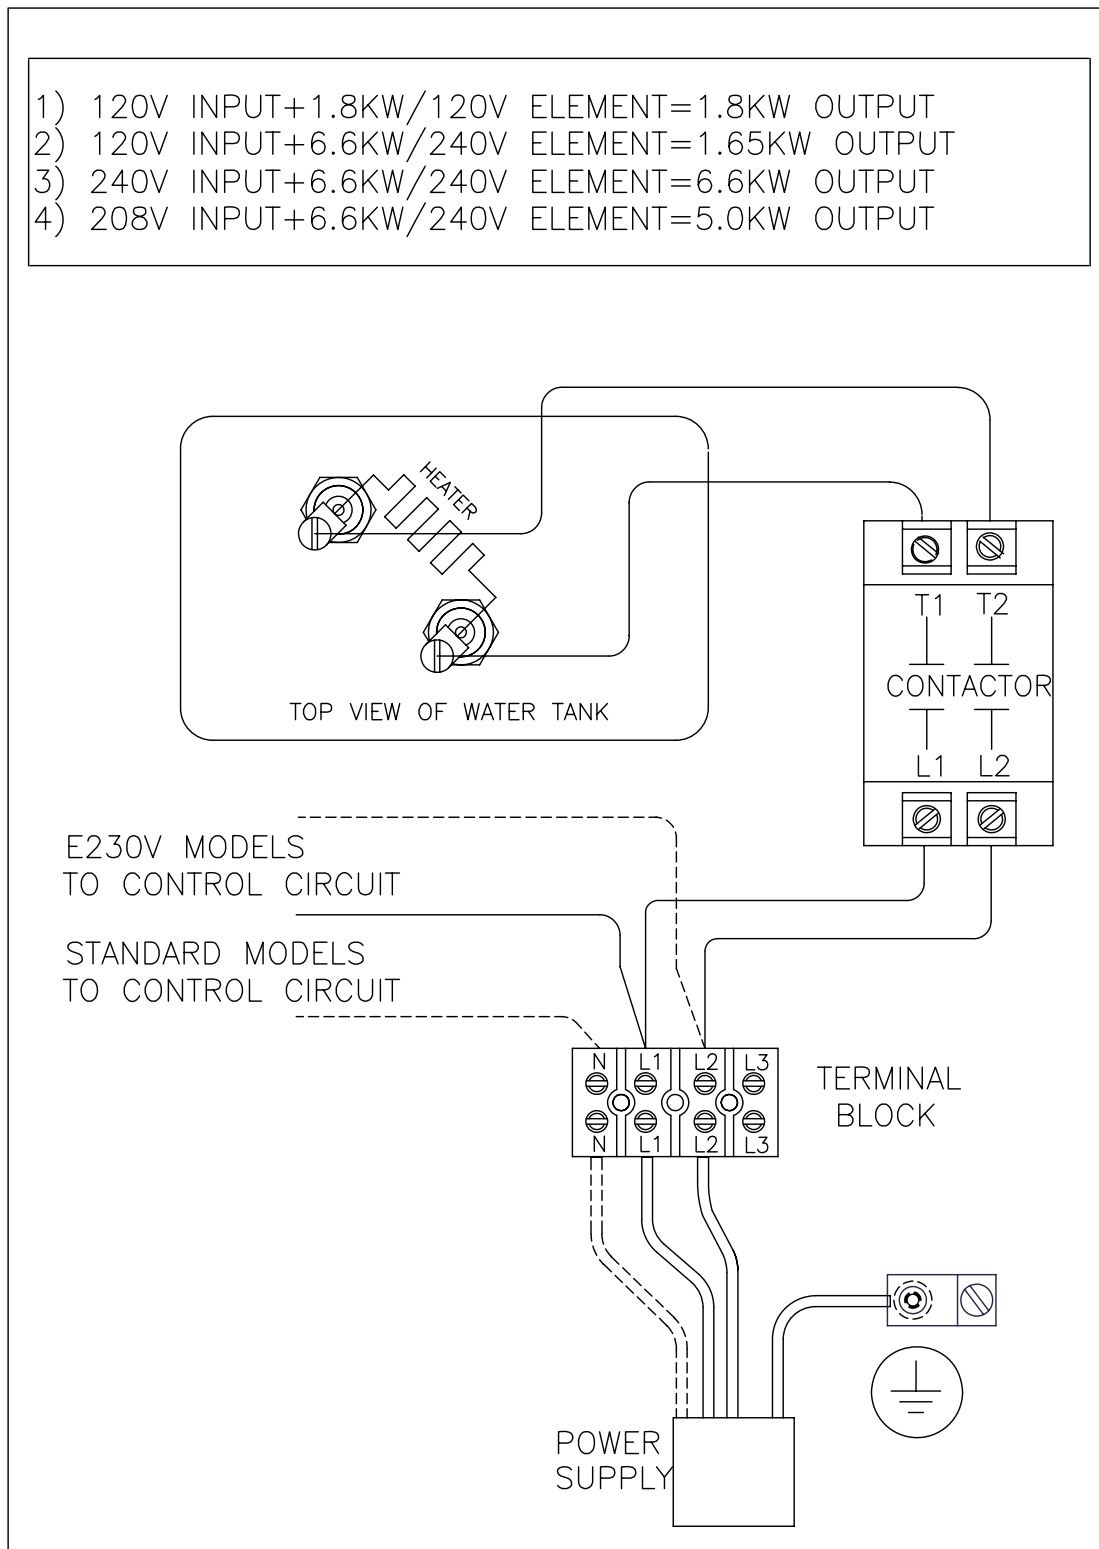 1) 120V INPUT+1.8KW/120V ELEMENT=1.8KW OUTPUT
2) 120V INPUT+6.6KW/240V ELEMENT=1.65KW OUTPUT
3) 240V INPUT+6.6KW/240V ELEMENT=6.6KW OUTPUT
4) 208V INPUT+6.6KW/240V ELEMENT=5.0KW OUTPUT
HEATER
TOP VIEW OF WATER TANK
T1 T2
CONTACTOR
L1 L2
E230V MODELS
TO CONTROL CIRCUIT
STANDARD MODELS
TO CONTROL CIRCUIT
N L1 L2 L3
N L1 L2 L3
TERMINAL
BLOCK
POWER
SUPPLY